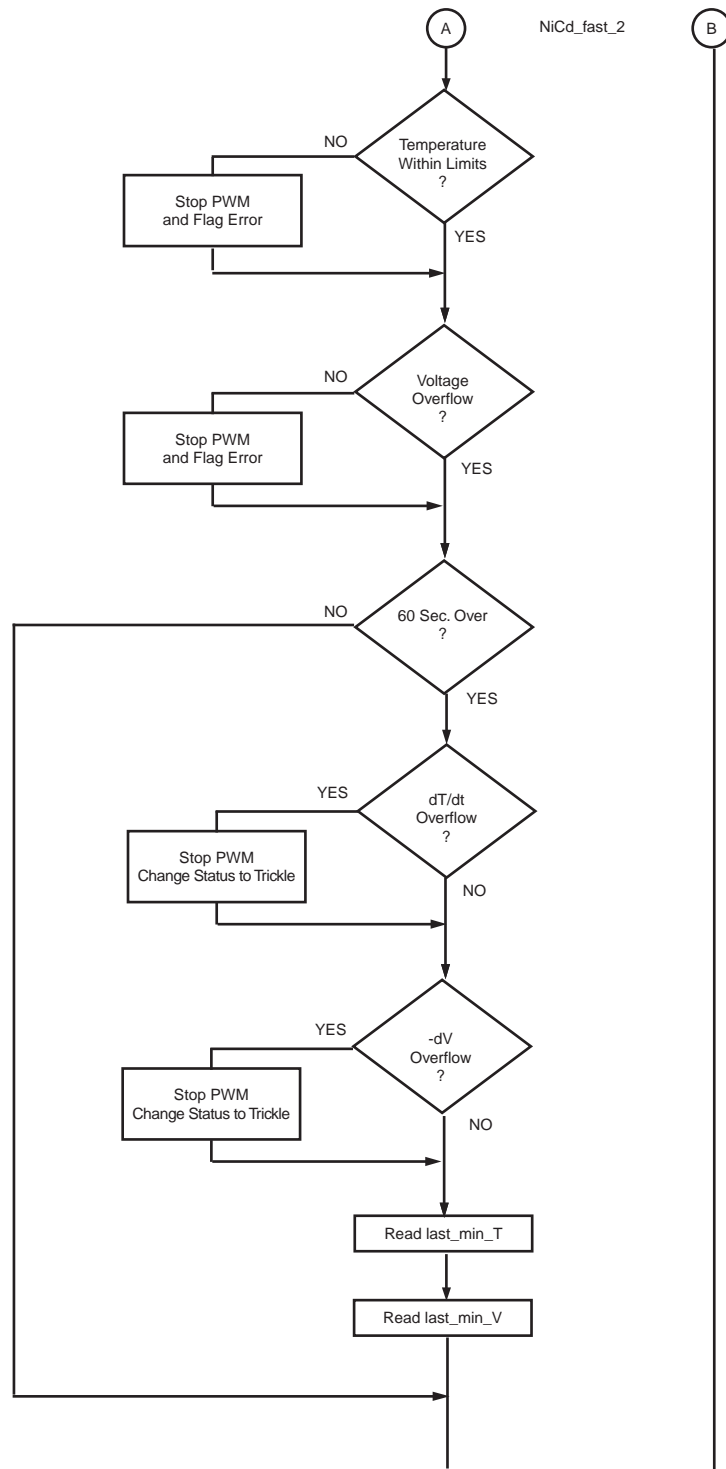 A
NiCd_fast_2
B
NO
Temperature
Within Limits
?
Stop PWM
and Flag Error
YES
NO
Voltage
Overflow
?
Stop PWM
and Flag Error
YES
NO
60 Sec. Over
?
YES
YES
dT/dt
Overflow
?
Stop PWM
Change Status to Trickle
NO
YES
-dV
Overflow
?
Stop PWM
Change Status to Trickle
NO
Read last_min_T
Read last_min_V